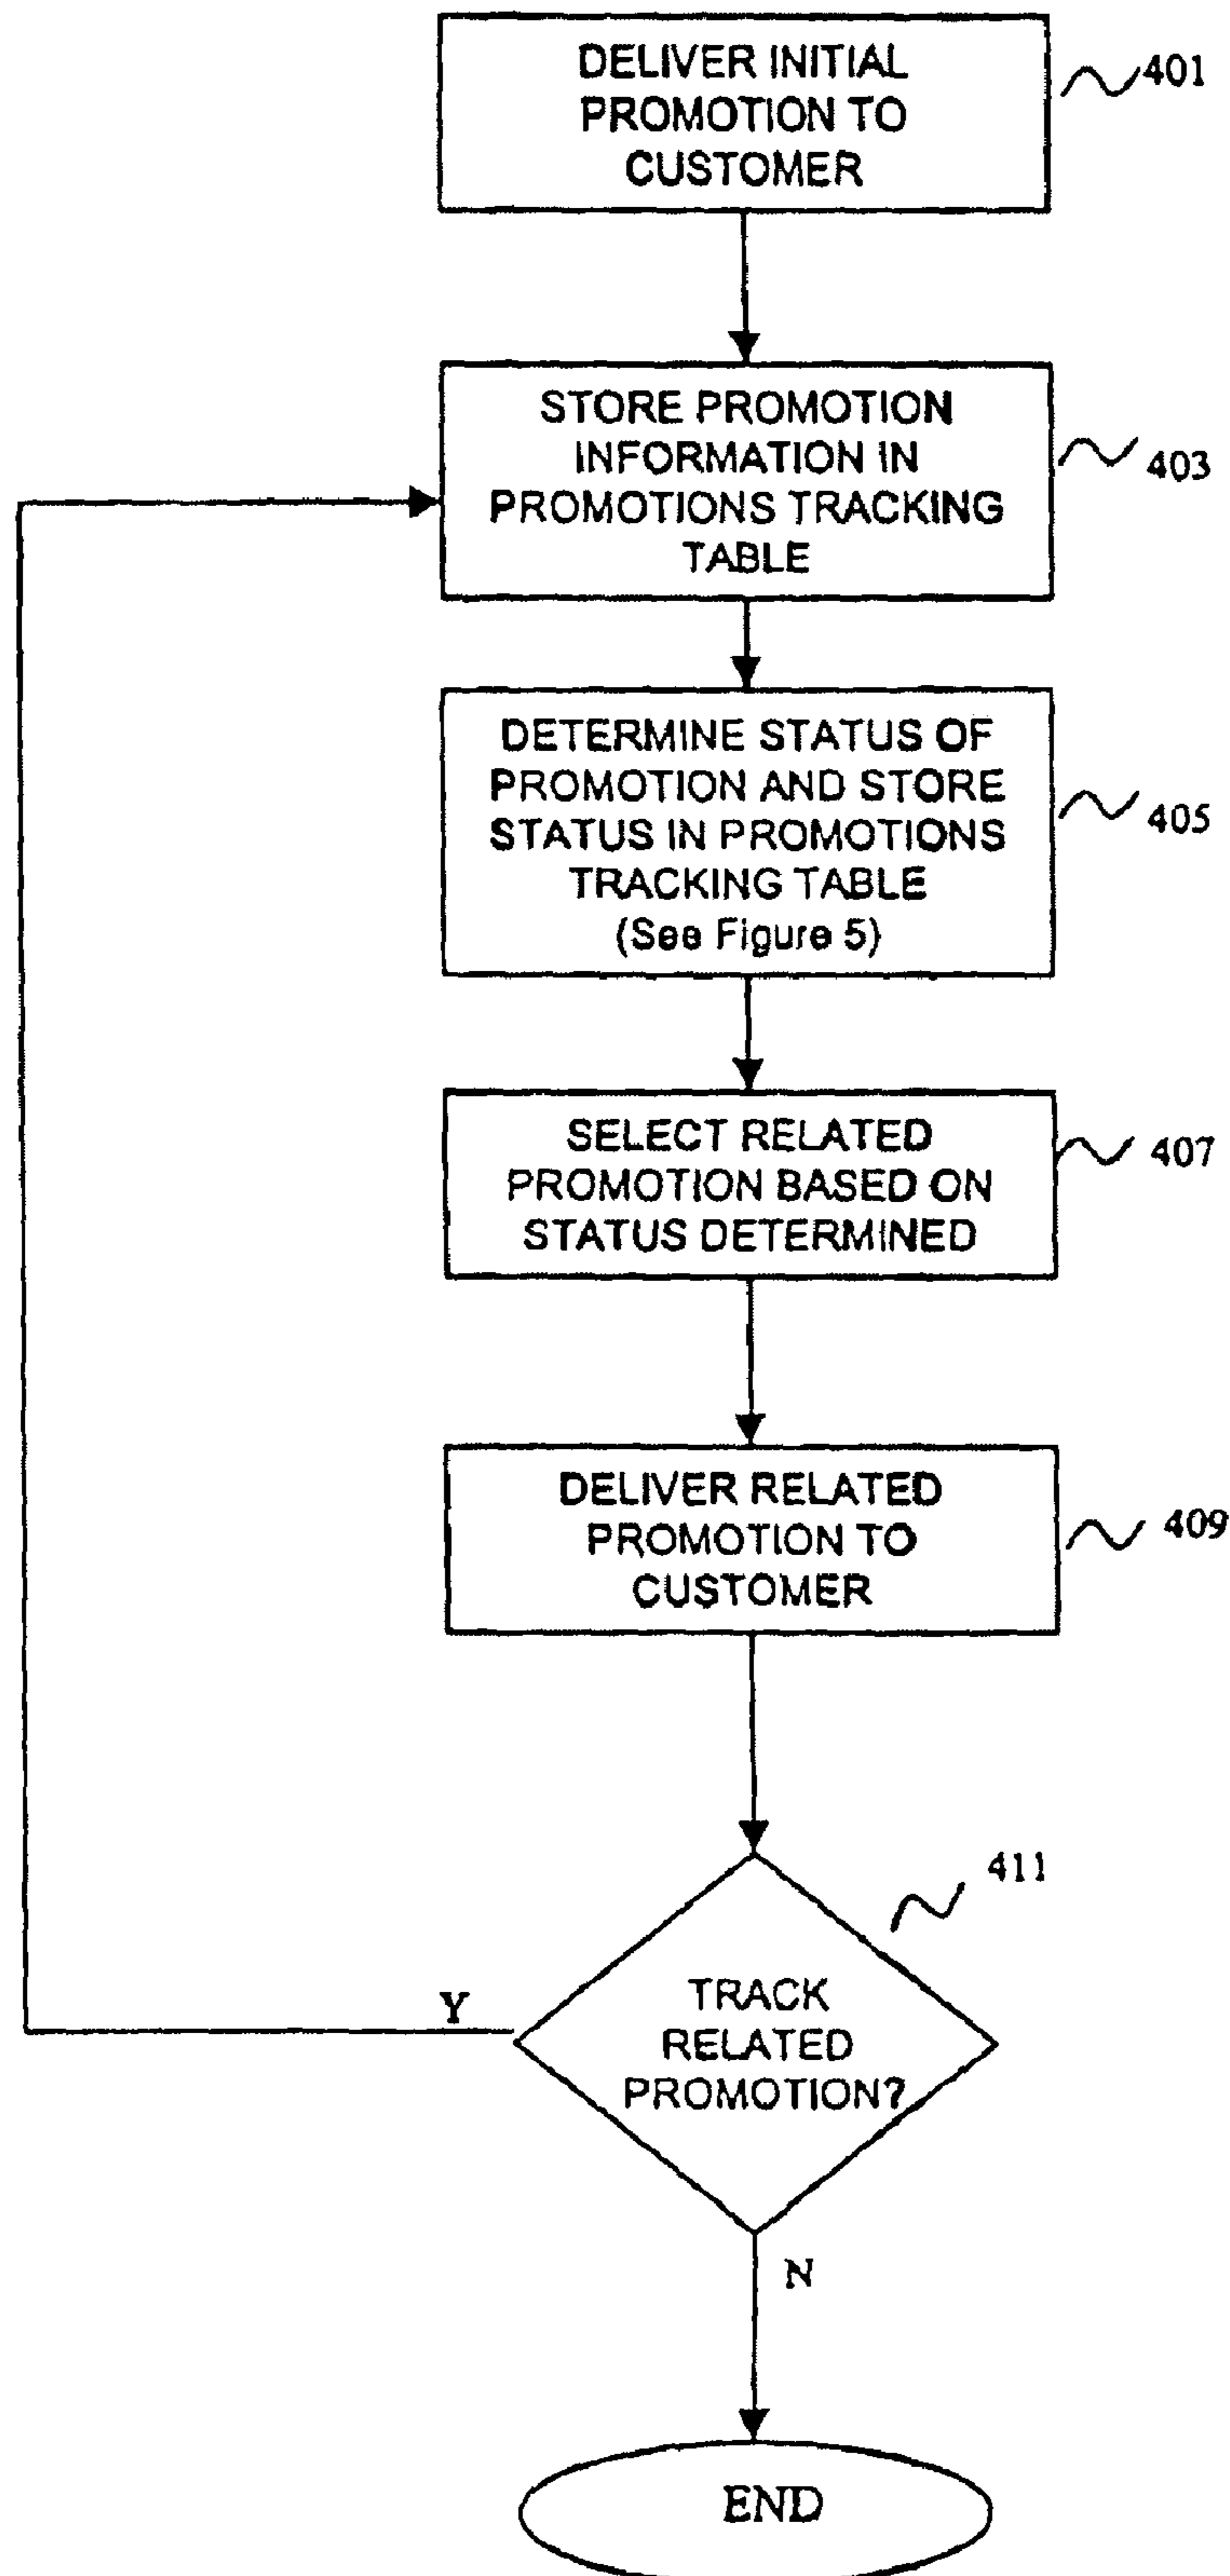 DELIVER INITIAL
PROMOTION TO
CUSTOMER
401
STORE PROMOTION
INFORMATION IN
PROMOTIONS TRACKING
TABLE
403
DETERMINE STATUS OF
PROMOTION AND STORE
STATUS IN PROMOTIONS
TRACKING TABLE
(See Figure 5)
405
SELECT RELATED
PROMOTION BASED ON
STATUS DETERMINED
407
DELIVER RELATED
PROMOTION TO
CUSTOMER
409
411
TRACK
RELATED
PROMOTION?
Y
N
END